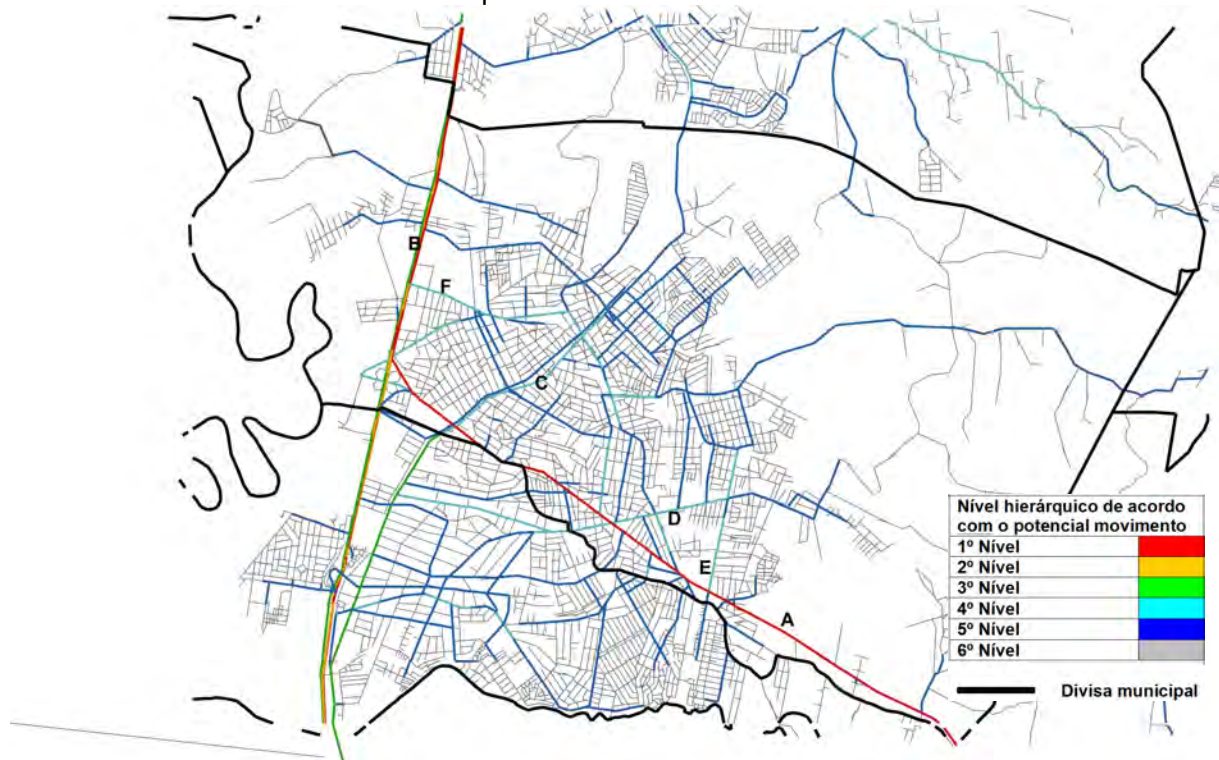 B
F
C
D
E
A
Nível hierárquico de acordo
com o potencial movimento
1º Nível
2º Nível
3º Nível
4º Nível
5º Nível
6º Nível
Divisa municipal